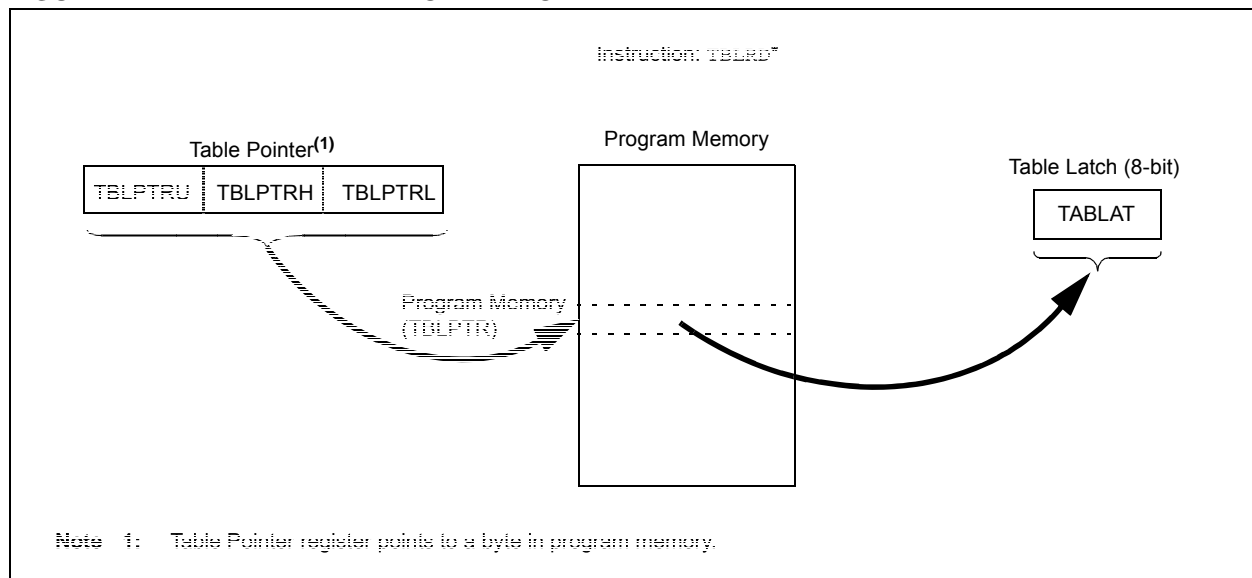 Instruction: TBLRD*
Table Pointer(1)
Program Memory
Table Latch (8-bit)
TBLPTRU TBLPTRH TBLPTRL
TABLAT
Program Memory
(TBLPTR)
Note 1: Table Pointer register points to a byte in program memory.